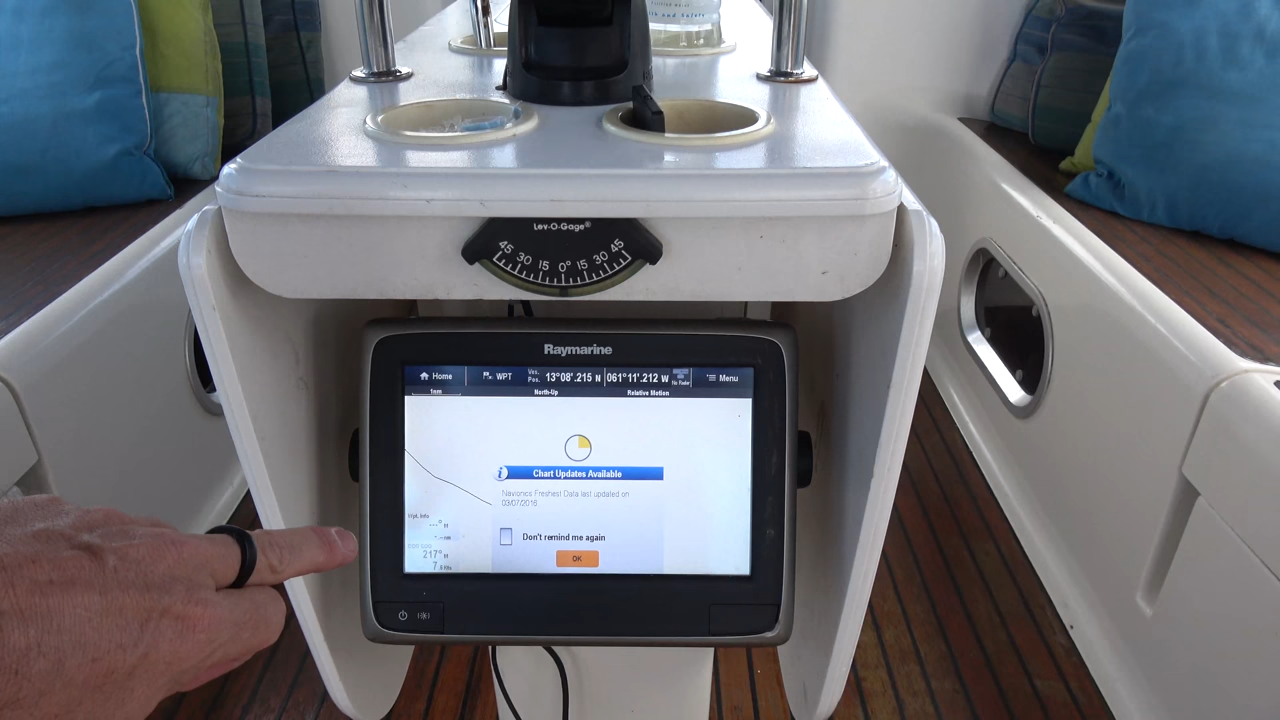 Lev-O-Gage®
45 30 15 0° 15 30 45
Raymarine
Home WPT Ves. Pos. 13°08'.215 N 061°11'.212 W No Radar Menu
1nm North-Up Relative Motion
Chart Updates Available
Navionics Freshest Data last updated on
03/07/2016
Don't remind me again
OK
217° M